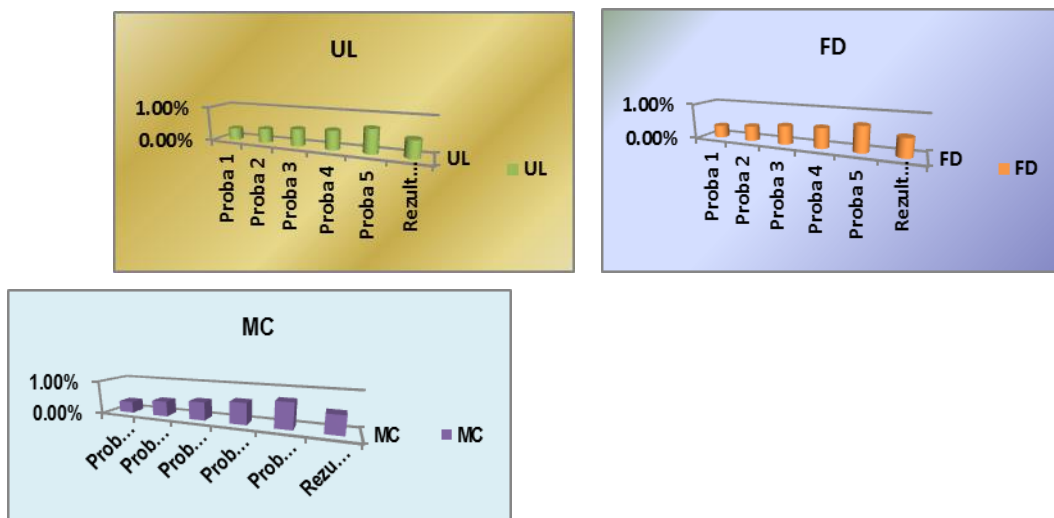 UL
1.00%
0.00%
Proba 1
Proba 2
Proba 3
Proba 4
Proba 5
Rezult...
UL
UL
FD
1.00%
0.00%
Proba 1
Proba 2
Proba 3
Proba 4
Proba 5
Rezult...
FD
FD
MC
1.00%
0.00%
Prob...
Prob...
Prob...
Prob...
Prob...
Rezu...
MC
MC